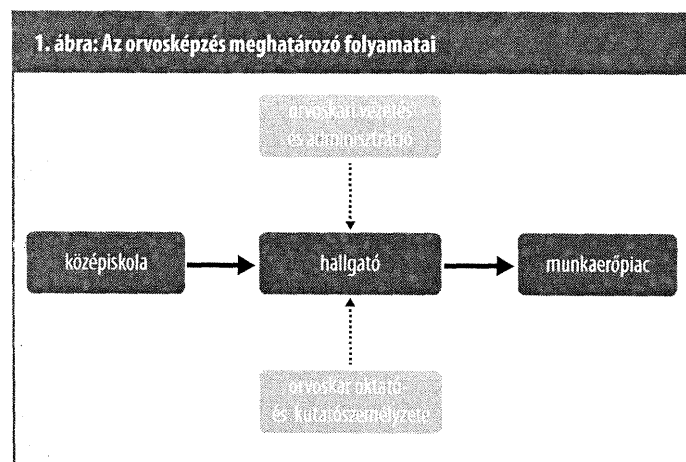 1. ábra: Az orvosképzés meghatározó folyamatai
orvoskari vezetés
és adminisztráció
középiskola
hallgató
munkaerőpiac
orvoskar oktató-
és kutatószemélyzete